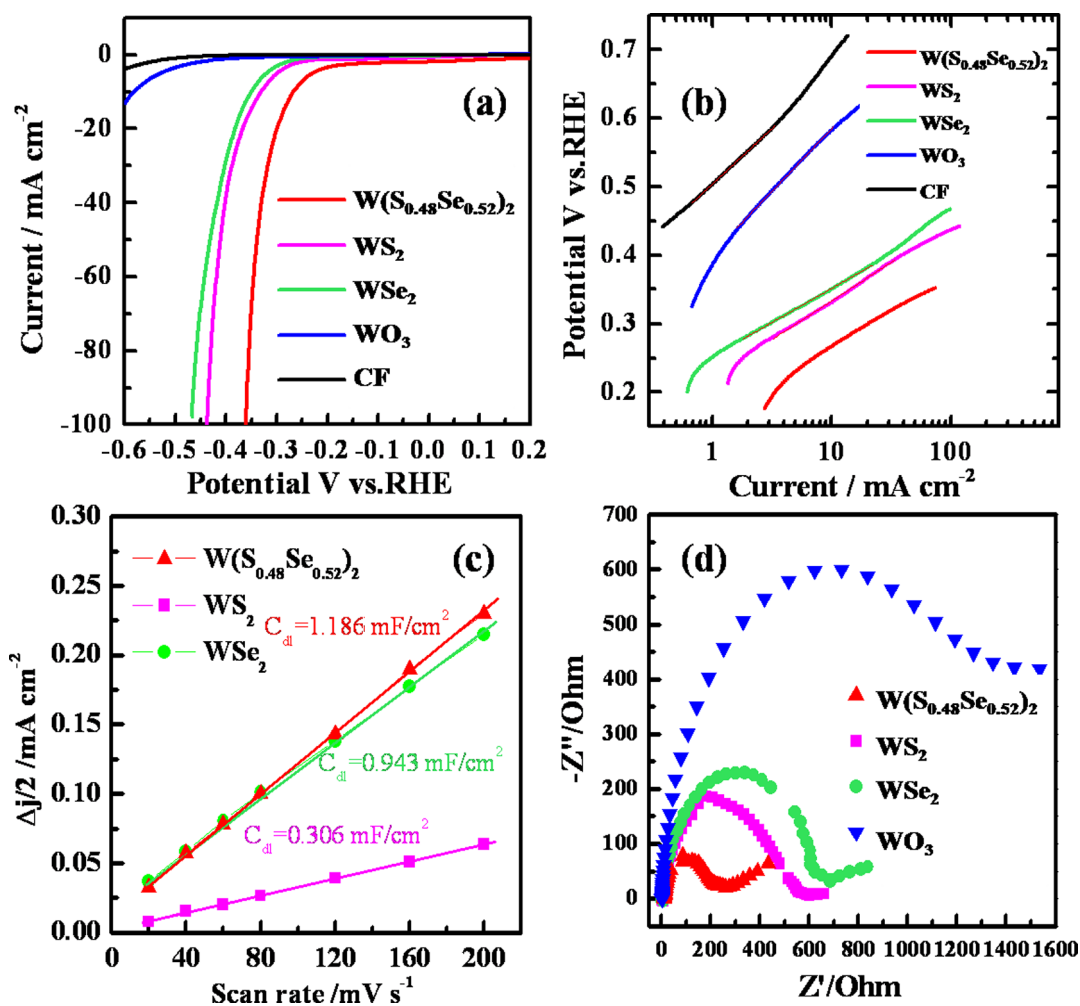 (a)
0
-20
-40
-60
-80
-100
Current / mA cm⁻²
W(S₀.₄₈Se₀.₅₂)₂
WS₂
WSe₂
WO₃
CF
-0.6 -0.5 -0.4 -0.3 -0.2 -0.1 0.0 0.1 0.2
Potential V vs.RHE
(b)
0.7
0.6
0.5
0.4
0.3
0.2
Potential V vs.RHE
W(S₀.₄₈Se₀.₅₂)₂
WS₂
WSe₂
WO₃
CF
1 10 100
Current / mA cm⁻²
(c)
0.30
0.25
0.20
0.15
0.10
0.05
0.00
Δj/2 /mA cm⁻²
W(S₀.₄₈Se₀.₅₂)₂
WS₂
WSe₂
C_dl=1.186 mF/cm²
C_dl=0.943 mF/cm²
C_dl=0.306 mF/cm²
0 40 80 120 160 200
Scan rate /mV s⁻¹
(d)
700
600
500
400
300
200
100
0
-Z''/Ohm
W(S₀.₄₈Se₀.₅₂)₂
WS₂
WSe₂
WO₃
0 200 400 600 800 1000 1200 1400 1600
Z'/Ohm